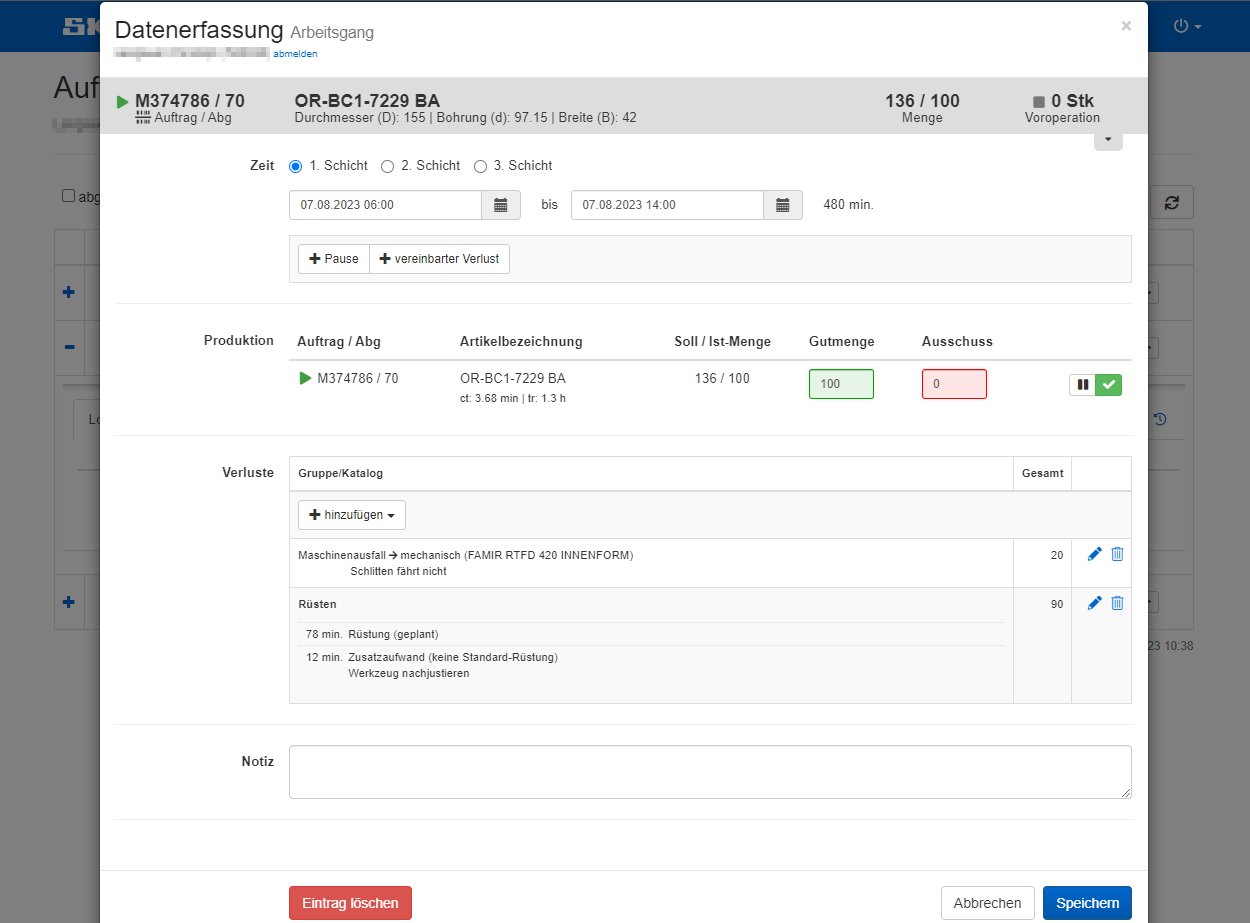 Datenerfassung Arbeitsgang
abmelden
M374786 / 70 OR-BC1-7229 BA 136 / 100 0 Stk
Auftrag / Abg Durchmesser (D): 155 | Bohrung (d): 97.15 | Breite (B): 42 Menge Voroperation
Zeit 1. Schicht 2. Schicht 3. Schicht
07.08.2023 06:00 bis 07.08.2023 14:00 480 min.
Pause vereinbarter Verlust
Produktion Auftrag / Abg Artikelbezeichnung Soll / Ist-Menge Gutmenge Ausschuss
M374786 / 70 OR-BC1-7229 BA 136 / 100 100 0
ct: 3.68 min | tr: 1.3 h
Verluste Gruppe/Katalog Gesamt
hinzufügen
Maschinenausfall → mechanisch (FAMIR RTFD 420 INNENFORM) 20
Schlitten fährt nicht
Rüsten 90
78 min. Rüstung (geplant)
12 min. Zusatzaufwand (keine Standard-Rüstung)
Werkzeug nachjustieren
23 10:38
Notiz
Eintrag löschen Abbrechen Speichern